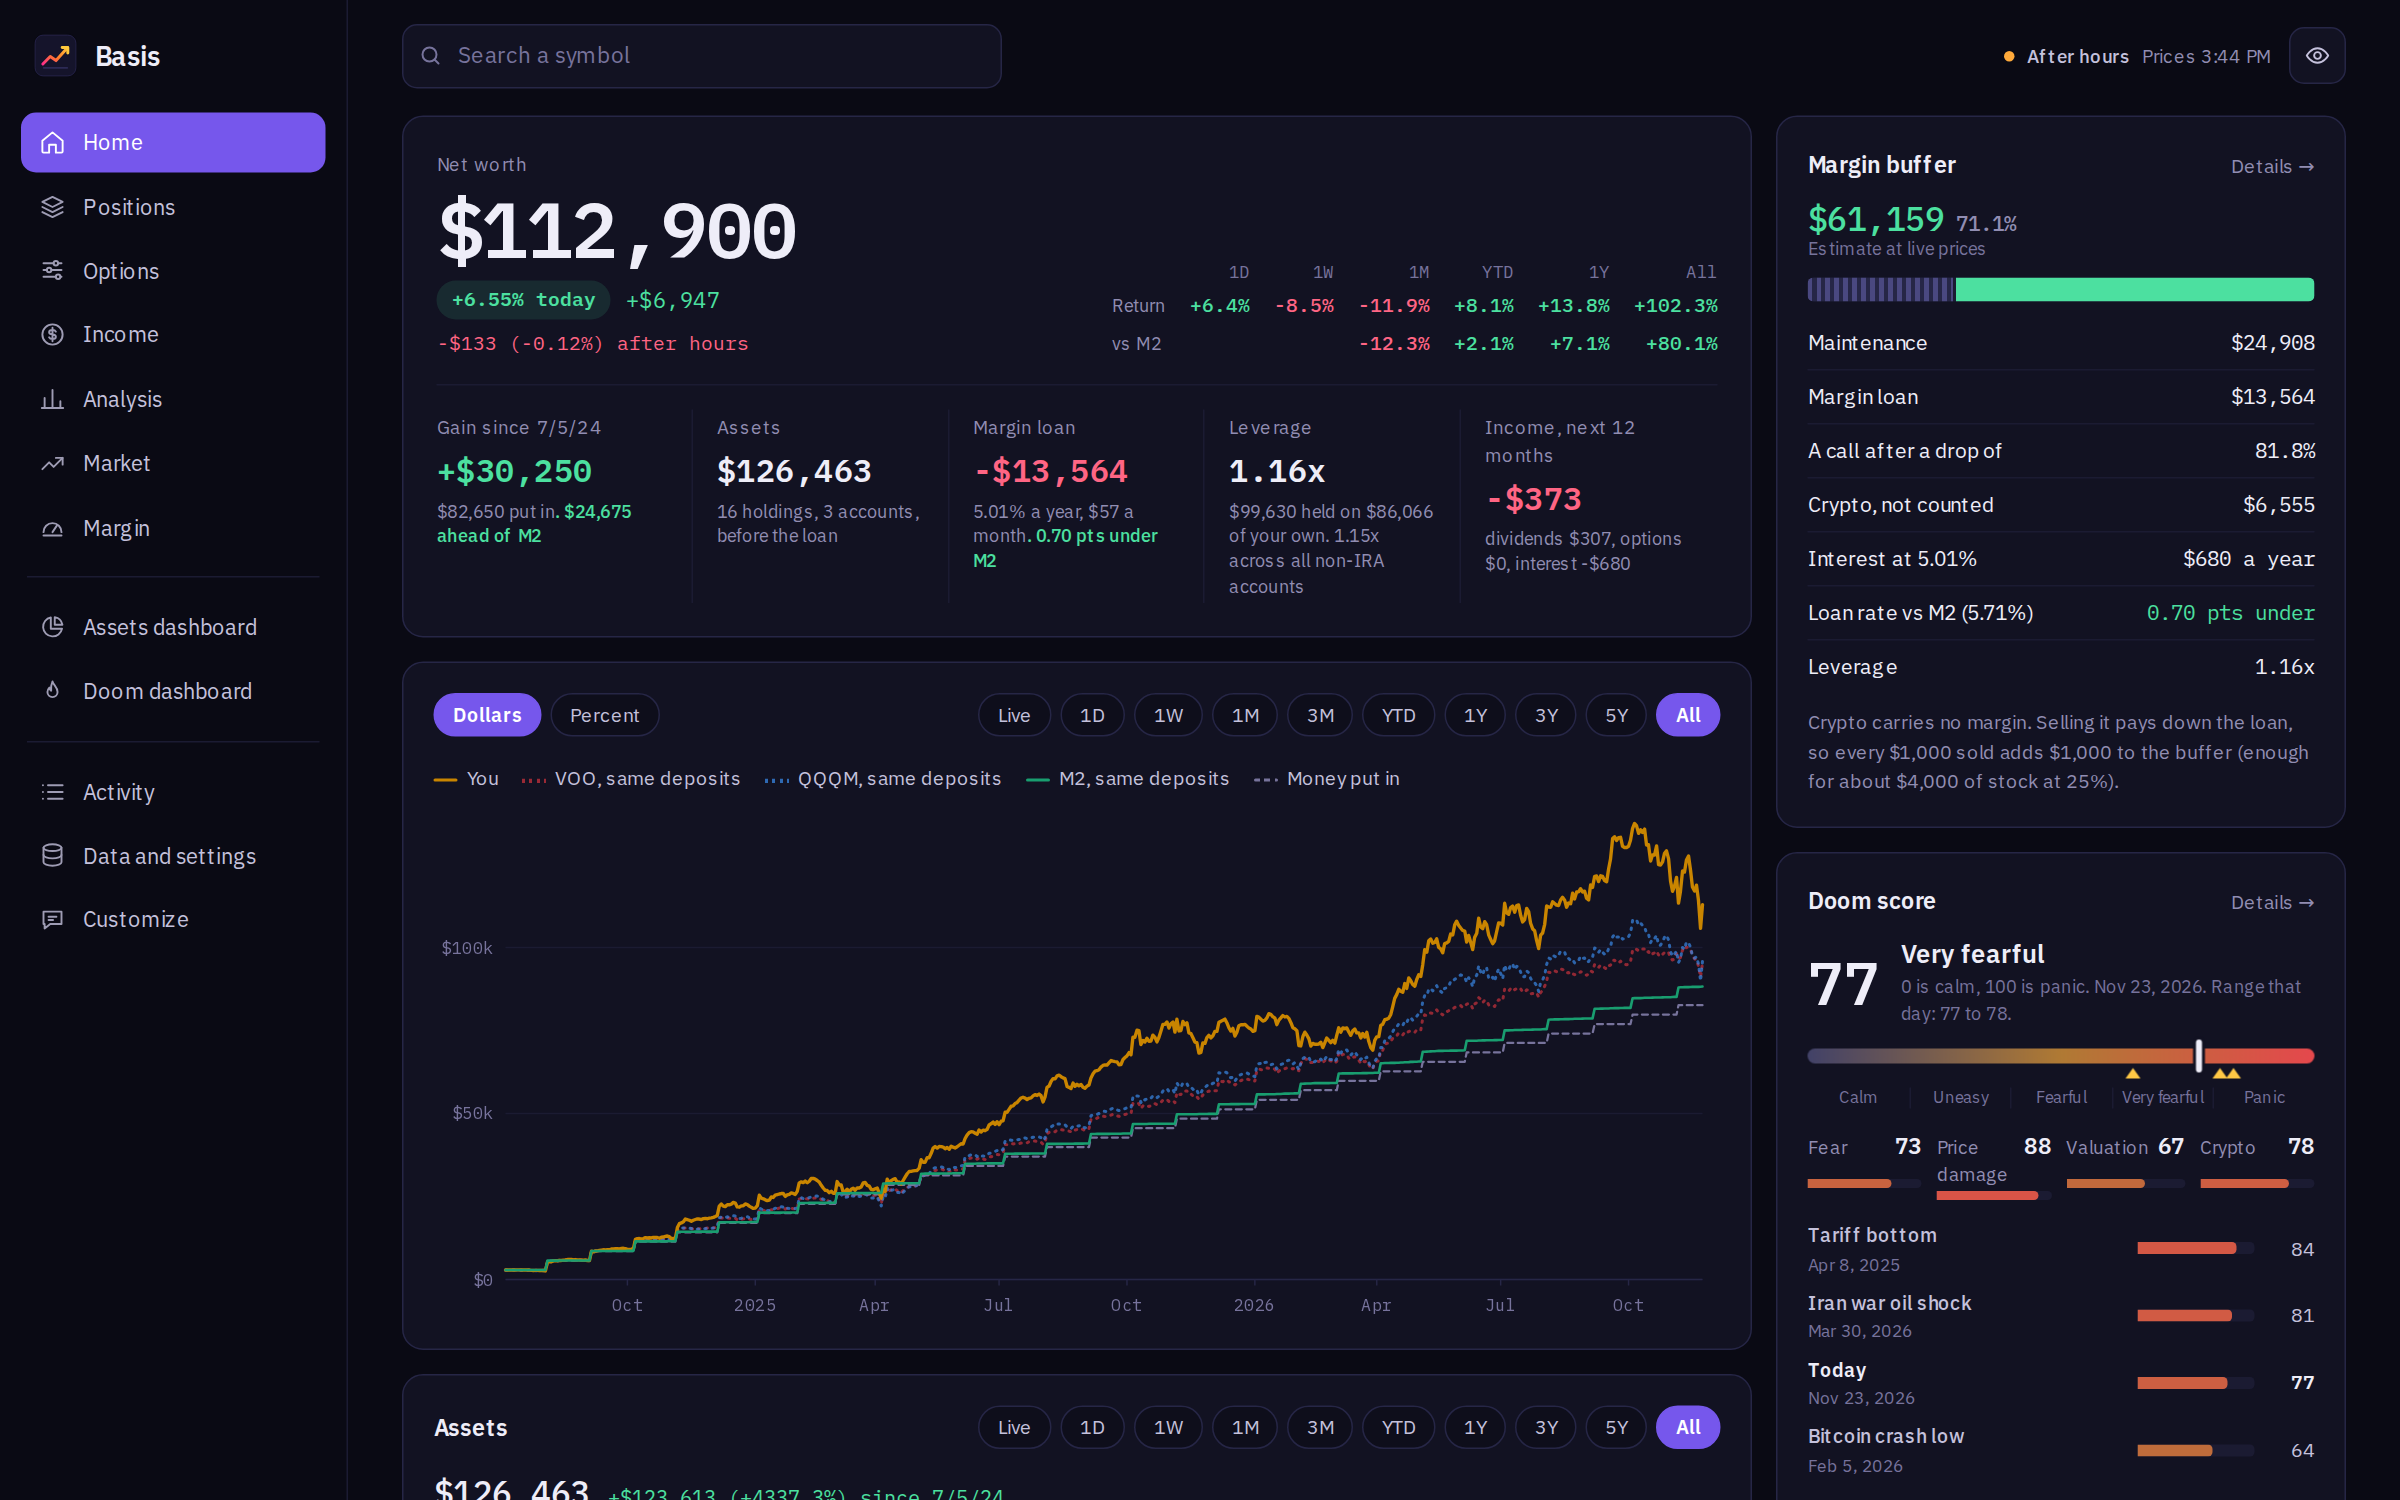 Basis
Search a symbol
After hours Prices 3:44 PM
Home
Positions
Options
Income
Analysis
Market
Margin
Assets dashboard
Doom dashboard
Activity
Data and settings
Customize
Net worth
$112,900
+6.55% today +$6,947
-$133 (-0.12%) after hours
1D 1W 1M YTD 1Y All
Return +6.4% -8.5% -11.9% +8.1% +13.8% +102.3%
vs M2 -12.3% +2.1% +7.1% +80.1%
Gain since 7/5/24
+$30,250
$82,650 put in. $24,675
ahead of M2
Assets
$126,463
16 holdings, 3 accounts,
before the loan
Margin loan
-$13,564
5.01% a year, $57 a
month. 0.70 pts under
M2
Leverage
1.16x
$99,630 held on $86,066
of your own. 1.15x
across all non-IRA
accounts
Income, next 12
months
-$373
dividends $307, options
$0, interest -$680
Dollars Percent Live 1D 1W 1M 3M YTD 1Y 3Y 5Y All
You VOO, same deposits QQQM, same deposits M2, same deposits Money put in
$100k
$50k
$0
Oct 2025 Apr Jul Oct 2026 Apr Jul Oct
Assets Live 1D 1W 1M 3M YTD 1Y 3Y 5Y All
$126,463 +$123,613 (+4337.3%) since 7/5/24
Margin buffer Details →
$61,159 71.1%
Estimate at live prices
Maintenance $24,908
Margin loan $13,564
A call after a drop of 81.8%
Crypto, not counted $6,555
Interest at 5.01% $680 a year
Loan rate vs M2 (5.71%) 0.70 pts under
Leverage 1.16x
Crypto carries no margin. Selling it pays down the loan,
so every $1,000 sold adds $1,000 to the buffer (enough
for about $4,000 of stock at 25%).
Doom score Details →
77
Very fearful
0 is calm, 100 is panic. Nov 23, 2026. Range that
day: 77 to 78.
Calm Uneasy Fearful Very fearful Panic
Fear 73
Price damage 88
Valuation 67
Crypto 78
Tariff bottom 84
Apr 8, 2025
Iran war oil shock 81
Mar 30, 2026
Today 77
Nov 23, 2026
Bitcoin crash low 64
Feb 5, 2026